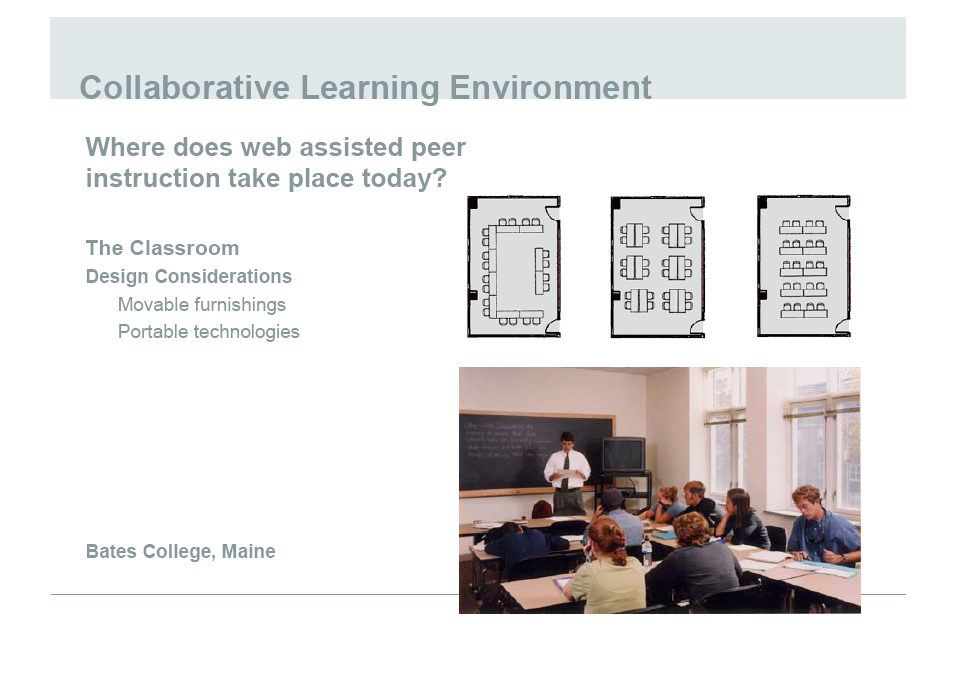 Collaborative Learning Environment
Where does web assisted peer
instruction take place today?
The Classroom
Design Considerations
Movable furnishings
Portable technologies
Bates College, Maine